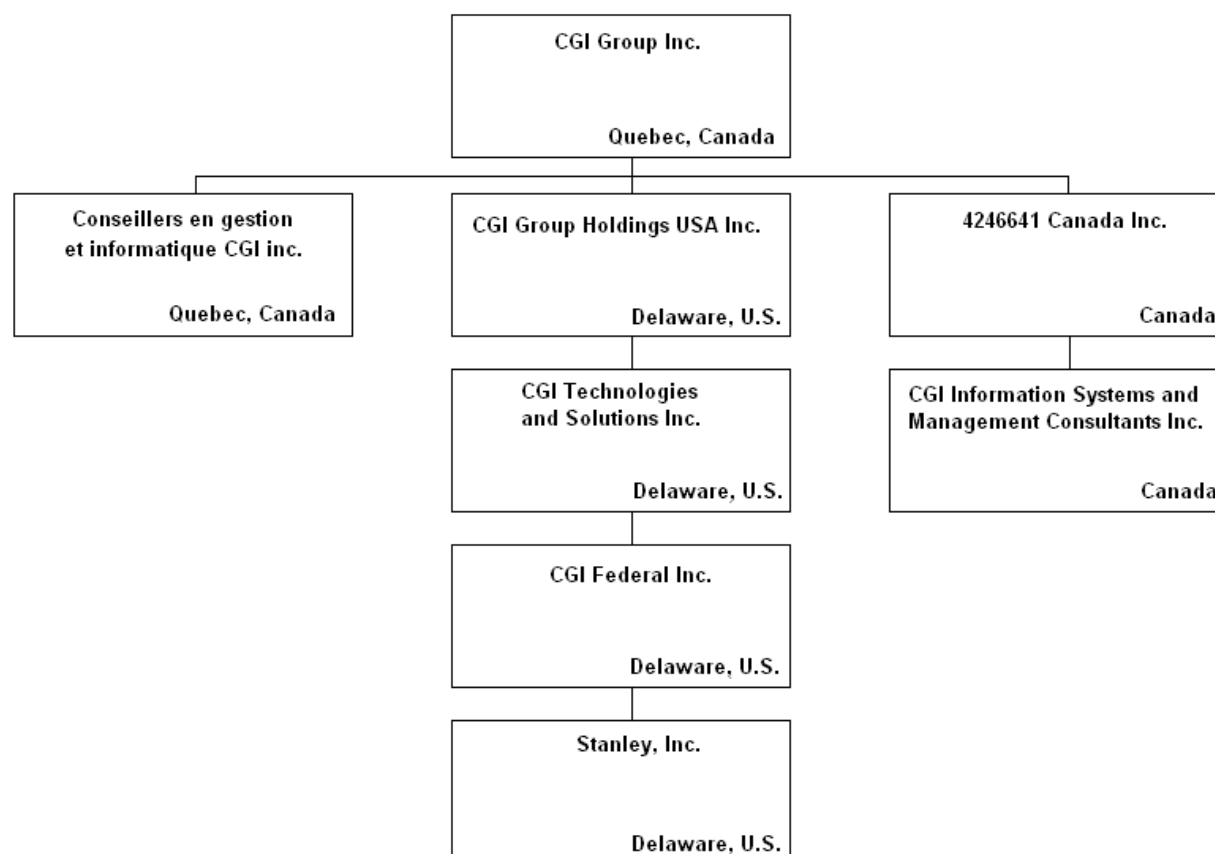 CGI Group Inc.
Quebec, Canada
Conseillers en gestion
et informatique CGI inc.
Quebec, Canada
CGI Group Holdings USA Inc.
Delaware, U.S.
4246641 Canada Inc.
Canada
CGI Technologies
and Solutions Inc.
Delaware, U.S.
CGI Information Systems and
Management Consultants Inc.
Canada
CGI Federal Inc.
Delaware, U.S.
Stanley, Inc.
Delaware, U.S.